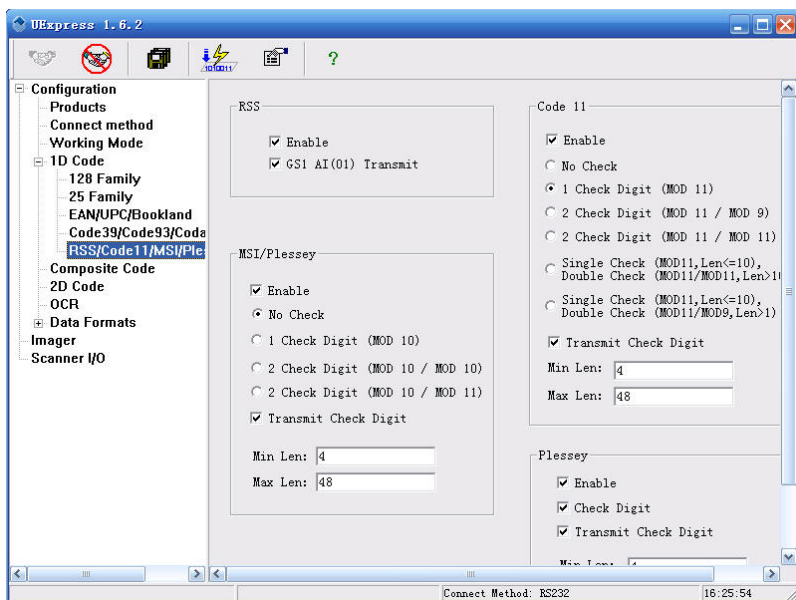 UExpress 1.6.2
1010011
?
Configuration
Products
Connect method
Working Mode
1D Code
128 Family
25 Family
EAN/UPC/Bookland
Code39/Code93/Coda
RSS/Code11/MSI/Ples
Composite Code
2D Code
OCR
Data Formats
Imager
Scanner I/O
RSS
Enable
GS1 AI(01) Transmit
MSI/Plessey
Enable
No Check
1 Check Digit (MOD 10)
2 Check Digit (MOD 10 / MOD 10)
2 Check Digit (MOD 10 / MOD 11)
Transmit Check Digit
Min Len: 4
Max Len: 48
Code 11
Enable
No Check
1 Check Digit (MOD 11)
2 Check Digit (MOD 11 / MOD 9)
2 Check Digit (MOD 11 / MOD 11)
Single Check (MOD11,Len<=10),
Double Check (MOD11/MOD11,Len>1
Single Check (MOD11,Len<=10),
Double Check (MOD11/MOD9,Len>1)
Transmit Check Digit
Min Len: 4
Max Len: 48
Plessey
Enable
Check Digit
Transmit Check Digit
Min Len: 4
Connect Method: RS232
16:25:54